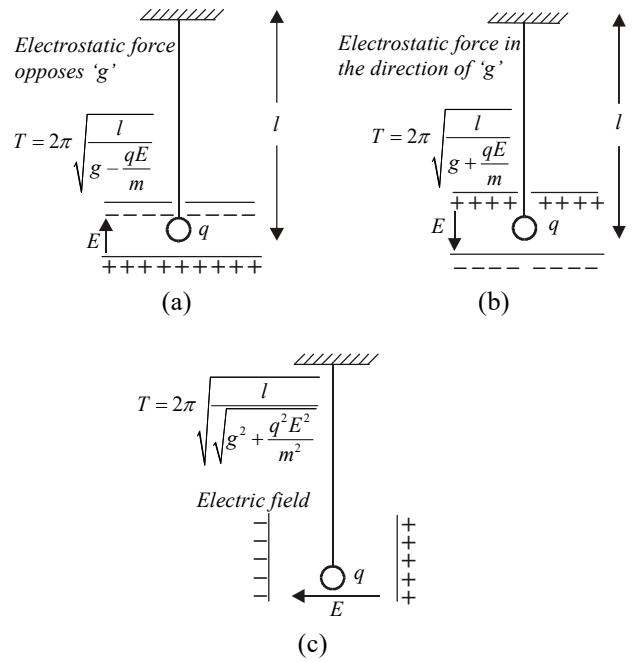 Electrostatic force
opposes ‘g’
T = 2π √(l / (g − qE/m))
l
− − − − − − − −
E
q
+ + + + + + + + +
(a)
Electrostatic force in
the direction of ‘g’
T = 2π √(l / (g + qE/m))
l
+ + + + + + + +
E
q
− − − − − − − −
(b)
T = 2π √(l / √(g² + q²E²/m²))
Electric field
− − − − −
+ + + + +
q
E
(c)